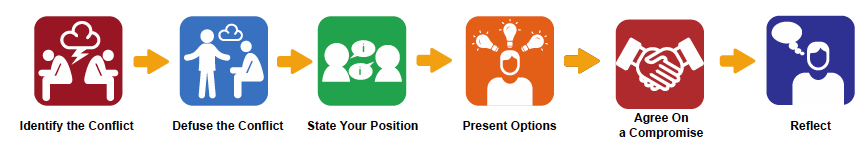 Identify the Conflict
Defuse the Conflict
State Your Position
Present Options
Agree On
a Compromise
Reflect